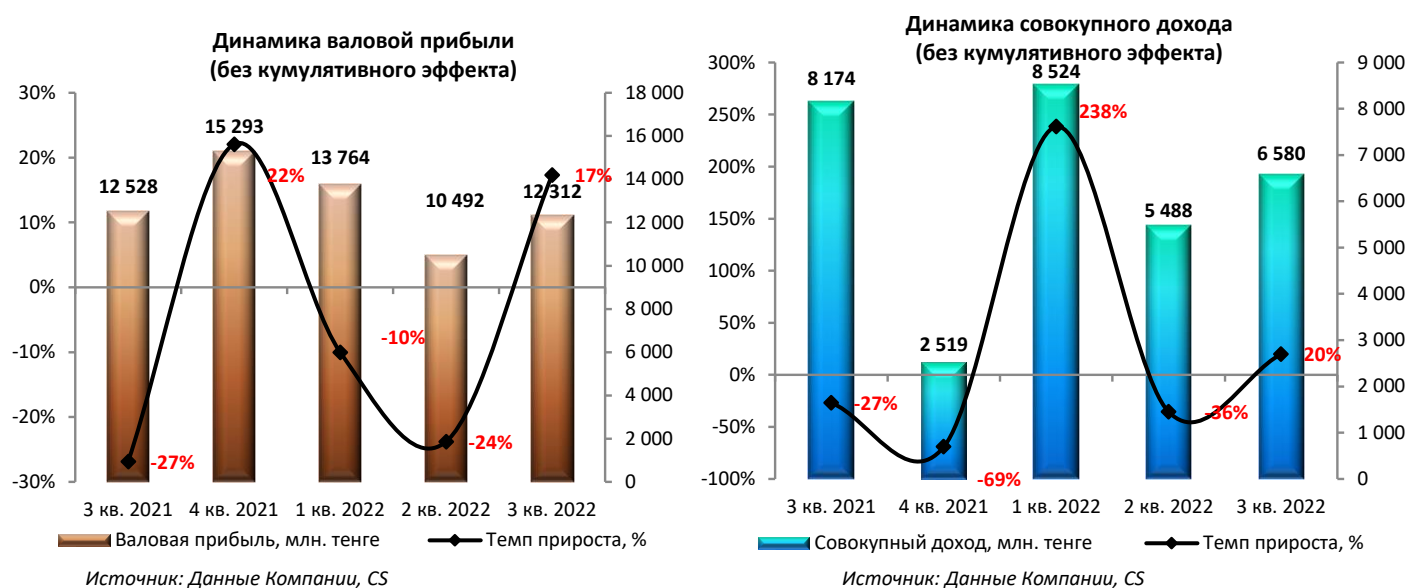 Динамика валовой прибыли
(без кумулятивного эффекта)
30%
20%
10%
0%
-10%
-20%
-30%
18 000
16 000
14 000
12 000
10 000
8 000
6 000
4 000
2 000
0
12 528
15 293
13 764
10 492
12 312
-27%
22%
-10%
-24%
17%
3 кв. 2021
4 кв. 2021
1 кв. 2022
2 кв. 2022
3 кв. 2022
Валовая прибыль, млн. тенге
Темп прироста, %
Источник: Данные Компании, CS
Динамика совокупного дохода
(без кумулятивного эффекта)
300%
250%
200%
150%
100%
50%
0%
-50%
-100%
9 000
8 000
7 000
6 000
5 000
4 000
3 000
2 000
1 000
0
8 174
2 519
8 524
5 488
6 580
-27%
-69%
238%
-36%
20%
3 кв. 2021
4 кв. 2021
1 кв. 2022
2 кв. 2022
3 кв. 2022
Совокупный доход, млн. тенге
Темп прироста, %
Источник: Данные Компании, CS